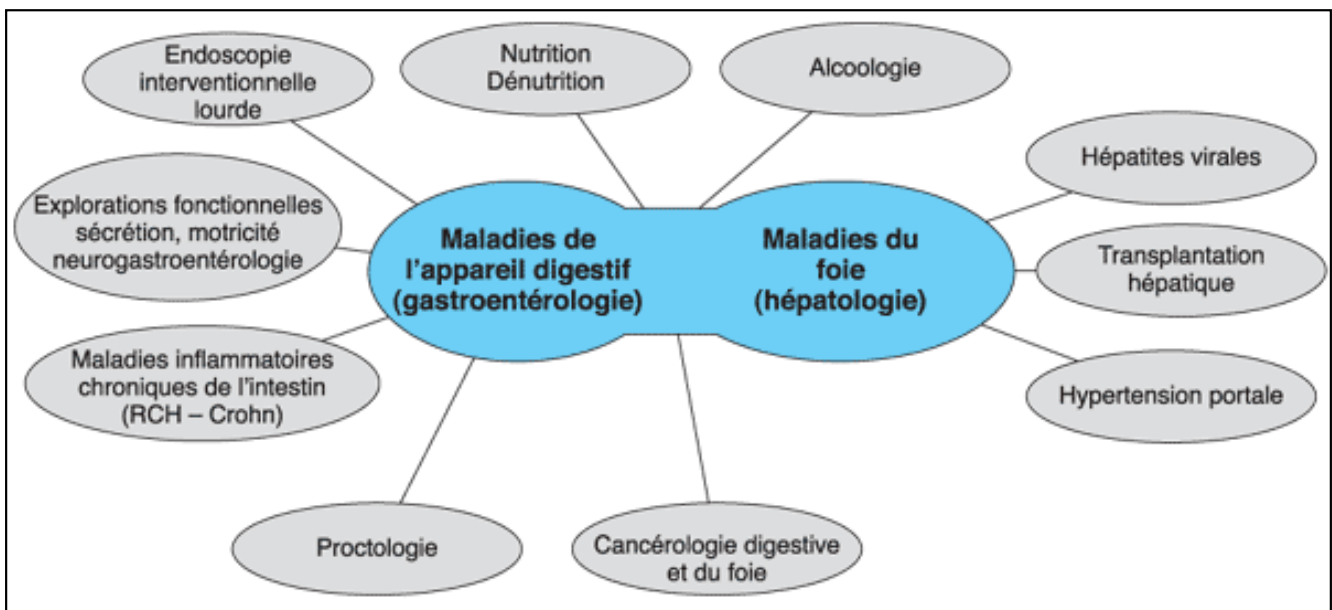 Endoscopie
interventionnelle
lourde
Nutrition
Dénutrition
Alcoologie
Hépatites virales
Explorations fonctionnelles
sécrétion, motricité
neurogastroentérologie
Maladies de
l'appareil digestif
(gastroentérologie)
Maladies du
foie
(hépatologie)
Transplantation
hépatique
Maladies inflammatoires
chroniques de l'intestin
(RCH – Crohn)
Hypertension portale
Proctologie
Cancérologie digestive
et du foie